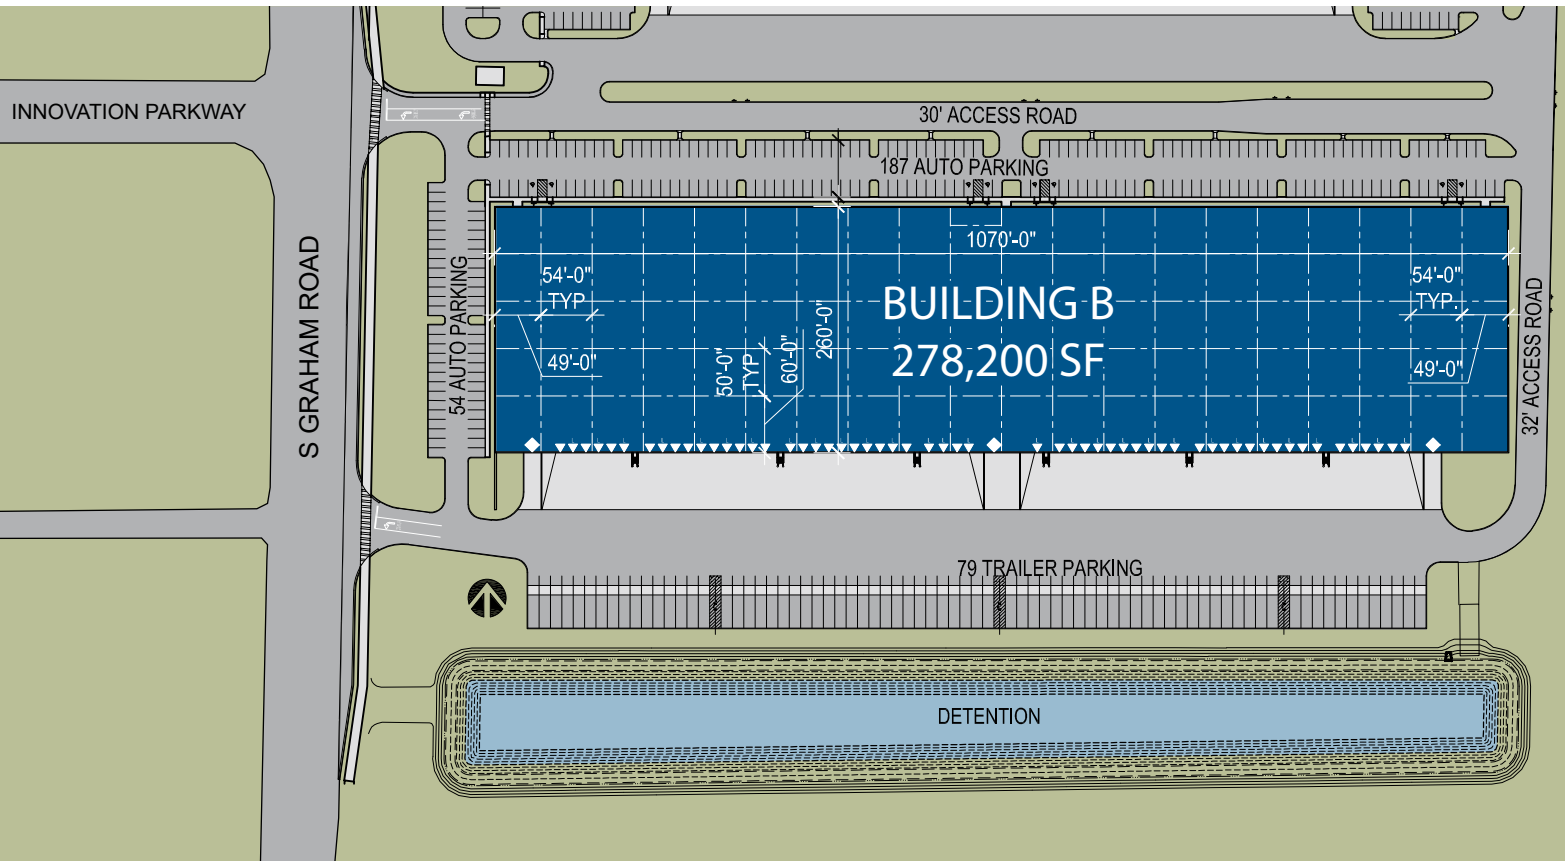 INNOVATION PARKWAY
30' ACCESS ROAD
187 AUTO PARKING
S GRAHAM ROAD
54 AUTO PARKING
1070'-0"
54'-0"
TYP
49'-0"
50'-0"
TYP
60'-0"
260'-0"
BUILDING B
278,200 SF
54'-0"
TYP.
49'-0"
32' ACCESS ROAD
79 TRAILER PARKING
DETENTION